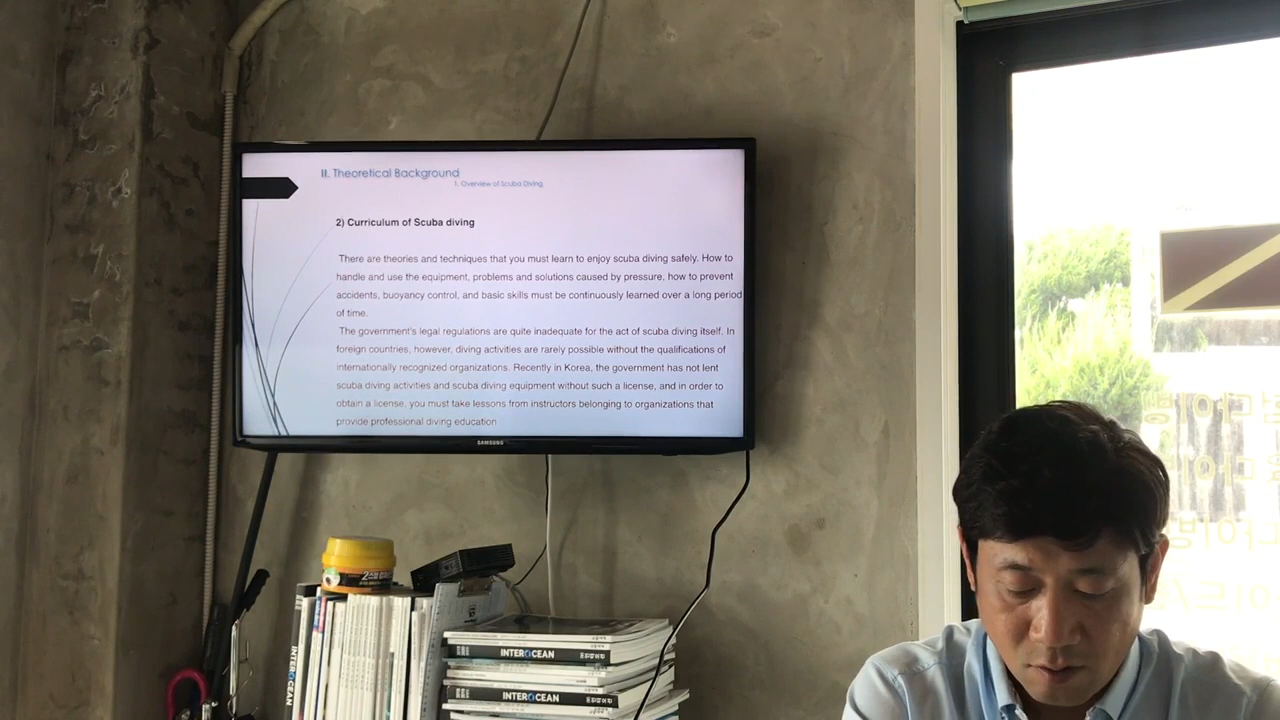 II. Theoretical Background
1. Overview of Scuba Diving
2) Curriculum of Scuba diving
There are theories and techniques that you must learn to enjoy scuba diving safely. How to
handle and use the equipment, problems and solutions caused by pressure, how to prevent
accidents, buoyancy control, and basic skills must be continuously learned over a long period
of time.
The government's legal regulations are quite inadequate for the act of scuba diving itself. In
foreign countries, however, diving activities are rarely possible without the qualifications of
internationally recognized organizations. Recently in Korea, the government has not lent
scuba diving activities and scuba diving equipment without such a license, and in order to
obtain a license, you must take lessons from instructors belonging to organizations that
provide professional diving education
SAMSUNG
INTEROCEAN
INTEROCEAN
INTEROCEAN